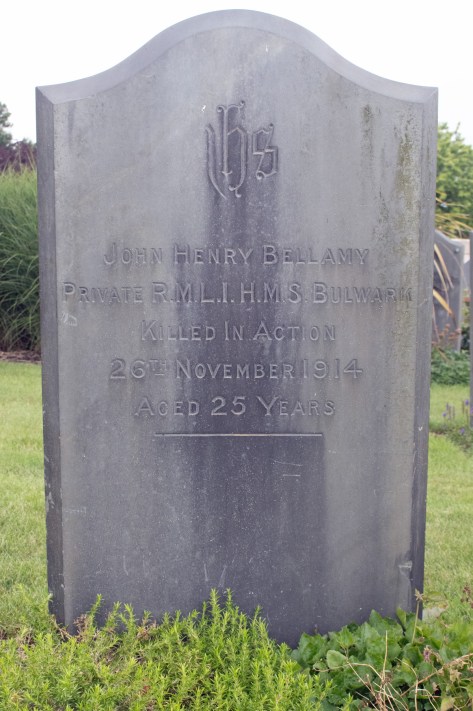 IHS
JOHN HENRY BELLAMY
PRIVATE R.M.L.I. H.M.S. BULWARK
KILLED IN ACTION
26TH NOVEMBER 1914
AGED 25 YEARS